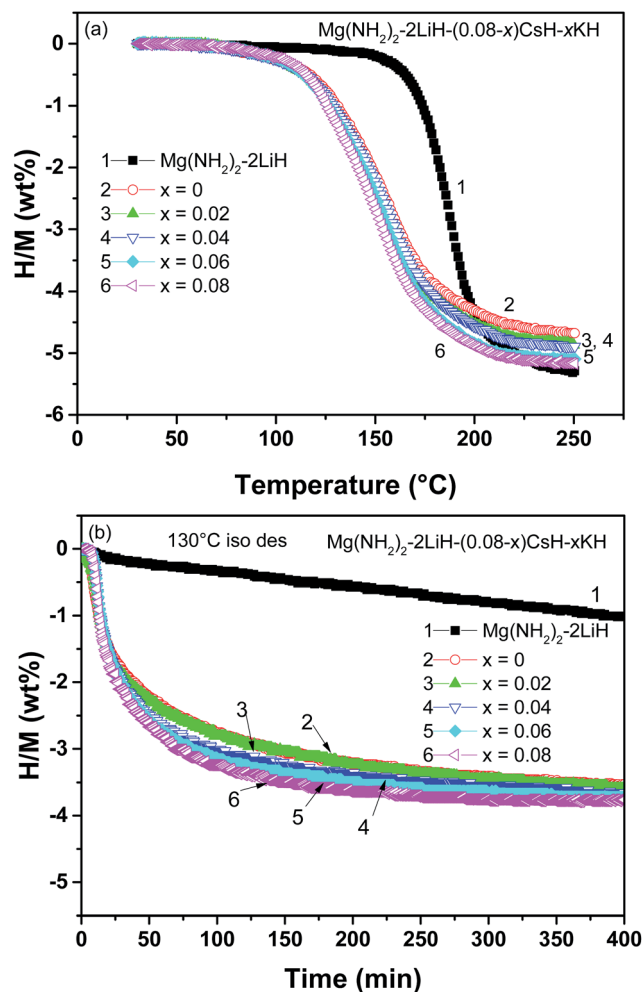 (a) Mg(NH₂)₂-2LiH-(0.08-x)CsH-xKH
0
-1
-2
-3
-4
-5
-6
H/M (wt%)
1 Mg(NH₂)₂-2LiH
2 x = 0
3 x = 0.02
4 x = 0.04
5 x = 0.06
6 x = 0.08
1
2
3, 4
5
6
0 50 100 150 200 250
Temperature (°C)
(b) 130°C iso des Mg(NH₂)₂-2LiH-(0.08-x)CsH-xKH
0
-1
-2
-3
-4
-5
H/M (wt%)
1
1 Mg(NH₂)₂-2LiH
2 x = 0
3 x = 0.02
4 x = 0.04
5 x = 0.06
6 x = 0.08
3 2
6 5 4
0 50 100 150 200 250 300 350 400
Time (min)